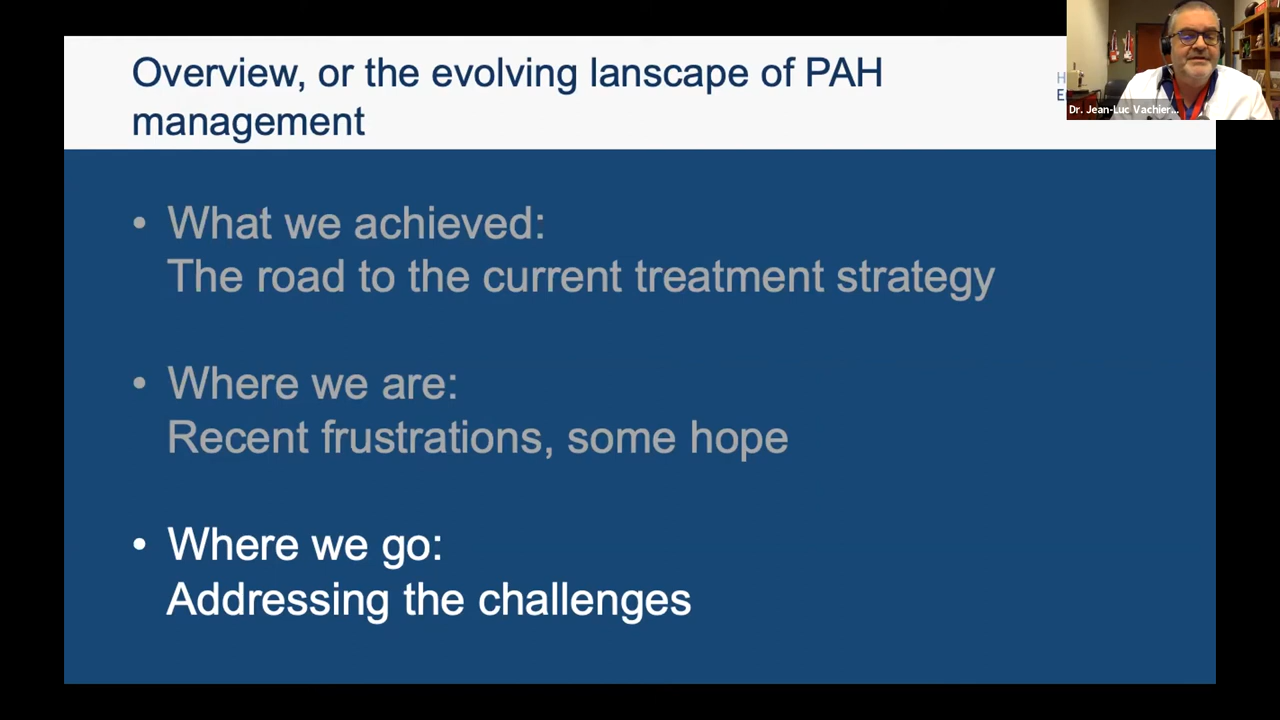 Overview, or the evolving lanscape of PAH
management
H
E
Dr. Jean-Luc Vachier...
• What we achieved:
The road to the current treatment strategy
• Where we are:
Recent frustrations, some hope
• Where we go:
Addressing the challenges